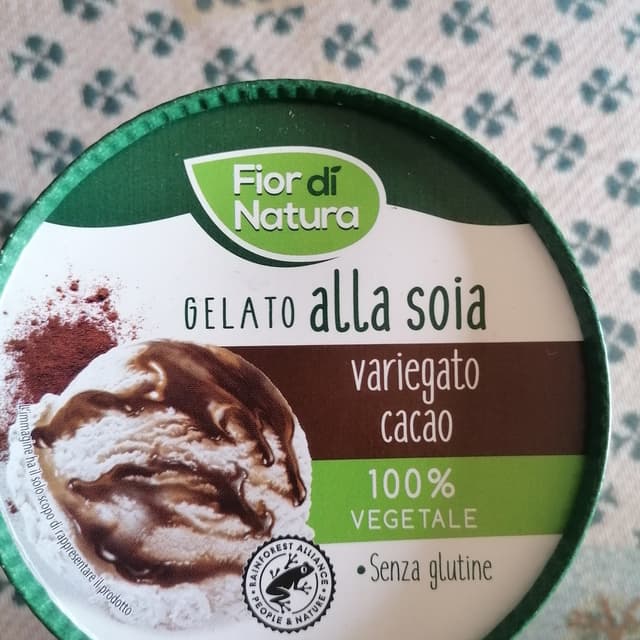 Fior di
Natura
GELATO alla soia
variegato
cacao
100%
VEGETALE
• Senza glutine
RAINFOREST ALLIANCE
• PEOPLE & NATURE •
L'immagine ha il solo scopo di rappresentare il prodotto